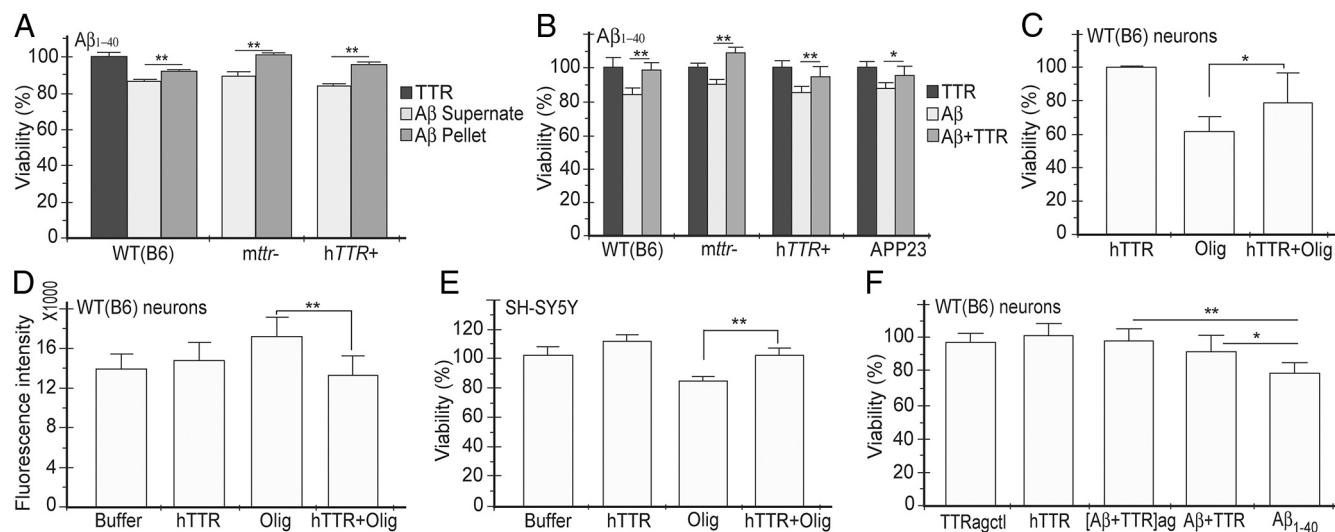 A
Aβ1–40
** ** **
Viability (%)
100
80
60
40
20
0
TTR
Aβ Supernate
Aβ Pellet
WT(B6) mttr- hTTR+
B
Aβ1–40
** ** ** *
Viability (%)
100
80
60
40
20
0
TTR
Aβ
Aβ+TTR
WT(B6) mttr- hTTR+ APP23
C
WT(B6) neurons
*
Viability (%)
100
80
60
40
20
0
hTTR Olig hTTR+Olig
D
WT(B6) neurons
**
Fluorescence intensity X1000
16
12
8
4
0
Buffer hTTR Olig hTTR+Olig
E
SH-SY5Y
**
Viability (%)
120
100
80
60
40
20
0
Buffer hTTR Olig hTTR+Olig
F
WT(B6) neurons
**
*
Viability (%)
100
80
60
40
20
0
TTRagctl hTTR [Aβ+TTR]ag Aβ+TTR Aβ1-40